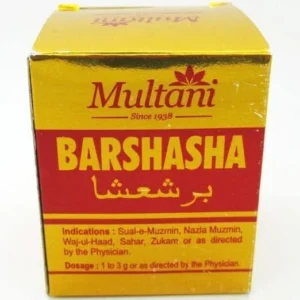 Multani
Since 1938
BARSHASHA
برشعشا
Indications : Sual-e-Muzmin, Nazla Muzmin,
Waj-ul-Haad, Sahar, Zukam or as directed
by the Physician.
Dosage : 1 to 3 g or as directed by the Physician.